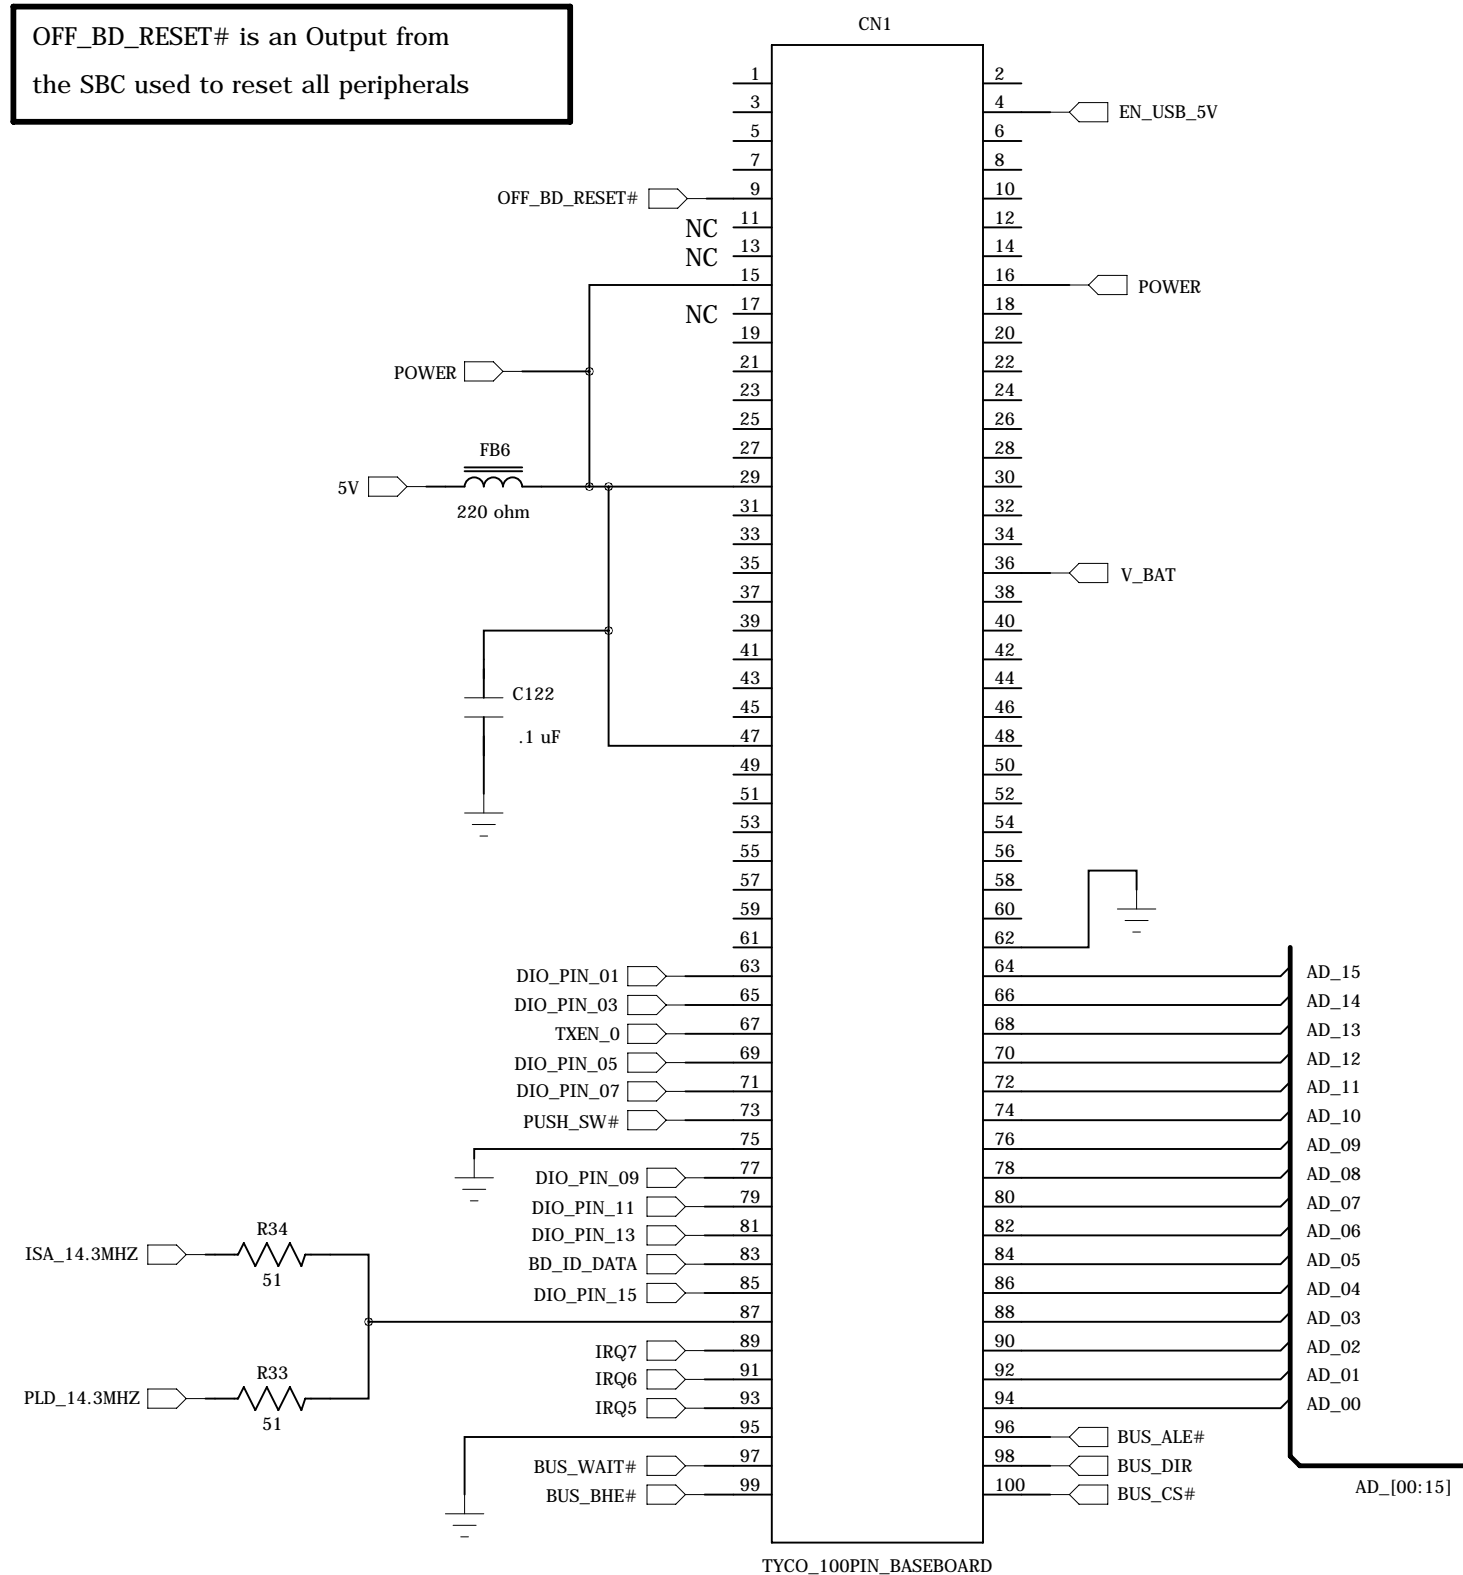 OFF_BD_RESET# is an Output from
the SBC used to reset all peripherals
CN1
1 2
3 4 EN_USB_5V
5 6
7 8
OFF_BD_RESET# 9 10
NC 11 12
NC 13 14
15 16 POWER
NC 17 18
19 20
POWER 21 22
23 24
25 26
FB6 27 28
5V 29 30
220 ohm 31 32
33 34
35 36 V_BAT
37 38
39 40
41 42
C122 43 44
45 46
.1 uF 47 48
49 50
51 52
53 54
55 56
57 58
59 60
61 62
DIO_PIN_01 63 64 AD_15
DIO_PIN_03 65 66 AD_14
TXEN_0 67 68 AD_13
DIO_PIN_05 69 70 AD_12
DIO_PIN_07 71 72 AD_11
PUSH_SW# 73 74 AD_10
75 76 AD_09
DIO_PIN_09 77 78 AD_08
DIO_PIN_11 79 80 AD_07
R34 DIO_PIN_13 81 82 AD_06
ISA_14.3MHZ BD_ID_DATA 83 84 AD_05
51 DIO_PIN_15 85 86 AD_04
87 88 AD_03
IRQ7 89 90 AD_02
R33 IRQ6 91 92 AD_01
PLD_14.3MHZ IRQ5 93 94 AD_00
51 95 96 BUS_ALE#
BUS_WAIT# 97 98 BUS_DIR
BUS_BHE# 99 100 BUS_CS# AD_[00:15]
TYCO_100PIN_BASEBOARD